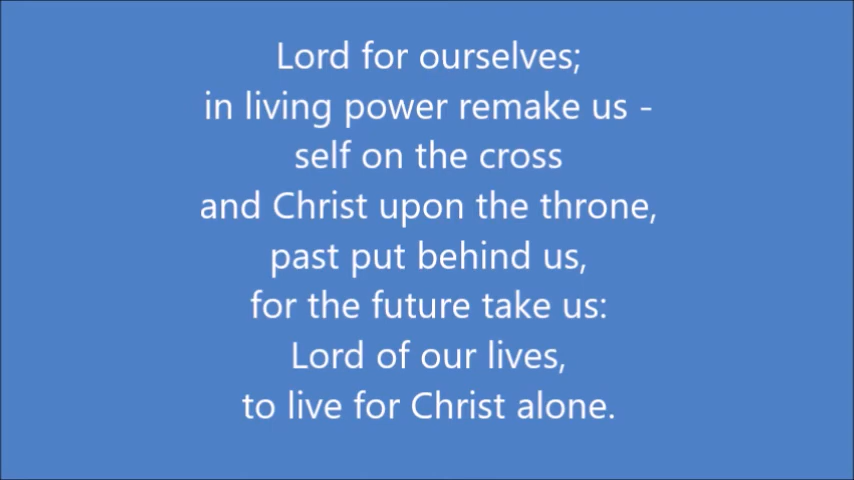 Lord for ourselves;
in living power remake us -
self on the cross
and Christ upon the throne,
past put behind us,
for the future take us:
Lord of our lives,
to live for Christ alone.